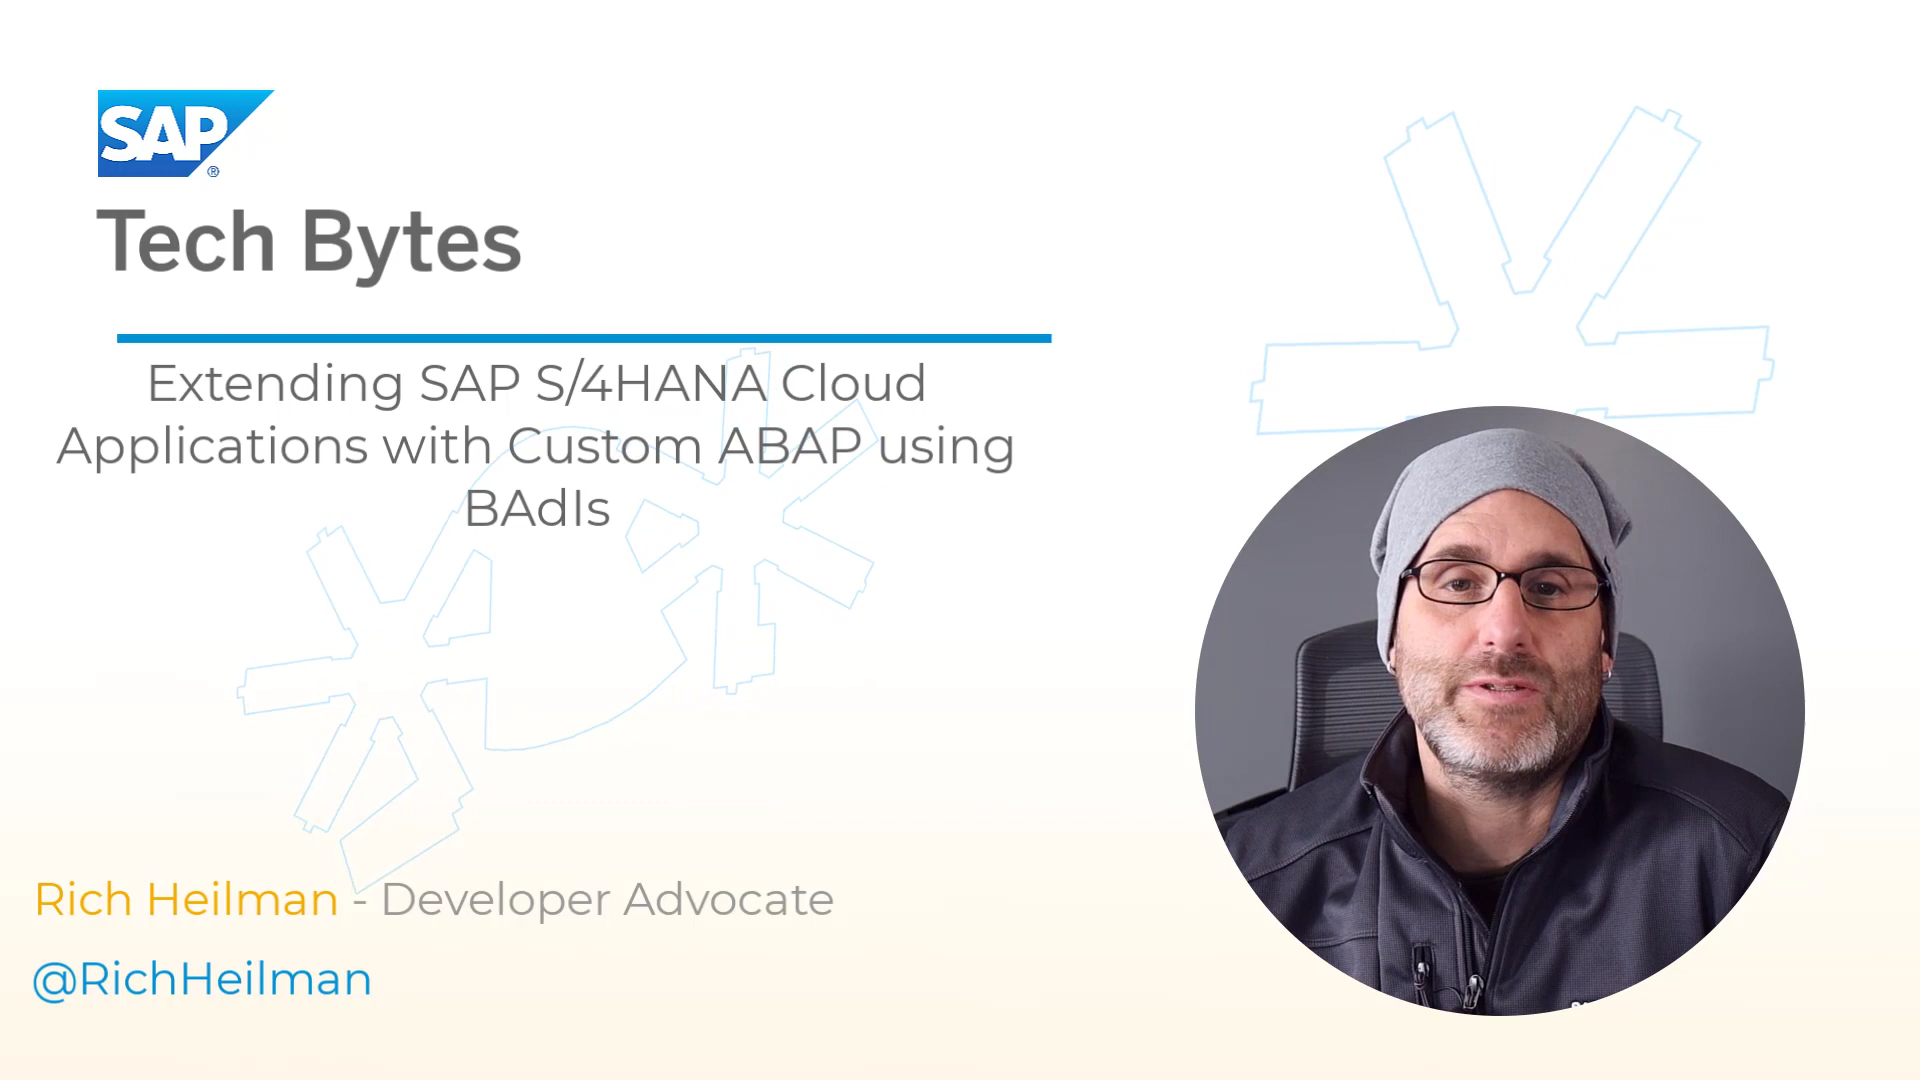 SAP
®
Tech Bytes
Extending SAP S/4HANA Cloud
Applications with Custom ABAP using
BAdIs
Rich Heilman - Developer Advocate
@RichHeilman